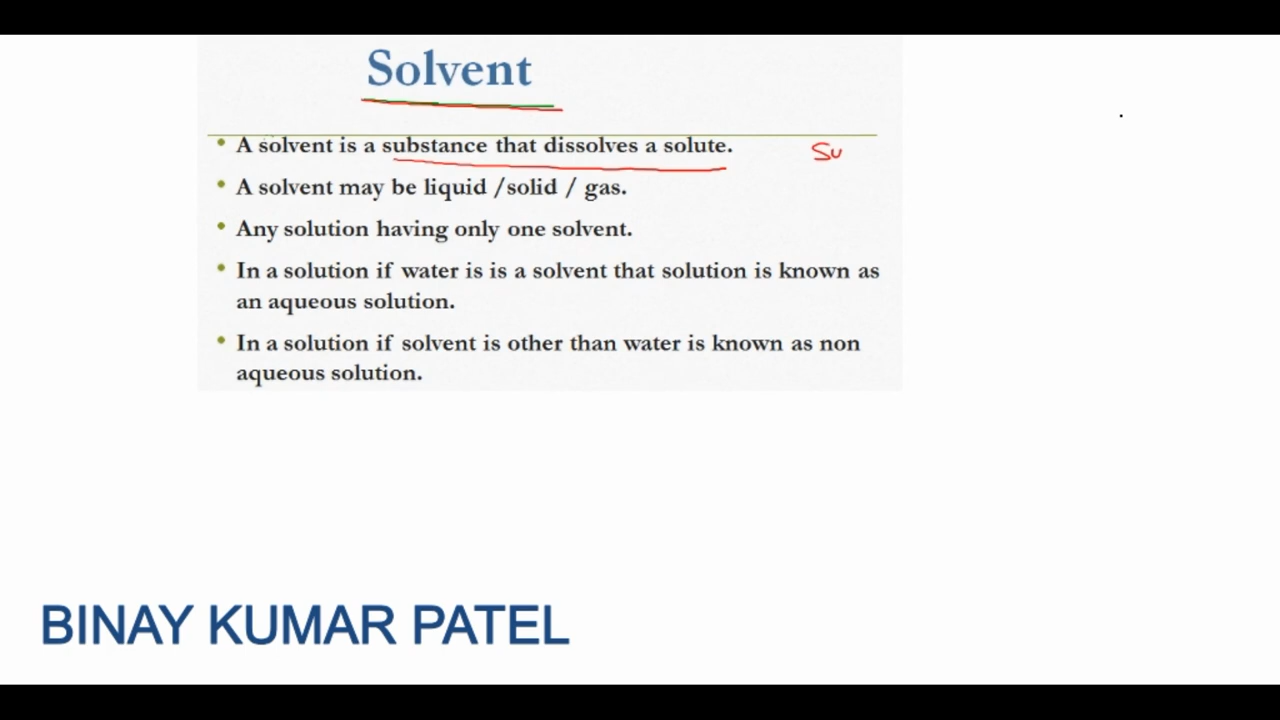 Solvent
• A solvent is a substance that dissolves a solute.
Su
• A solvent may be liquid /solid / gas.
• Any solution having only one solvent.
• In a solution if water is is a solvent that solution is known as
an aqueous solution.
• In a solution if solvent is other than water is known as non
aqueous solution.
BINAY KUMAR PATEL